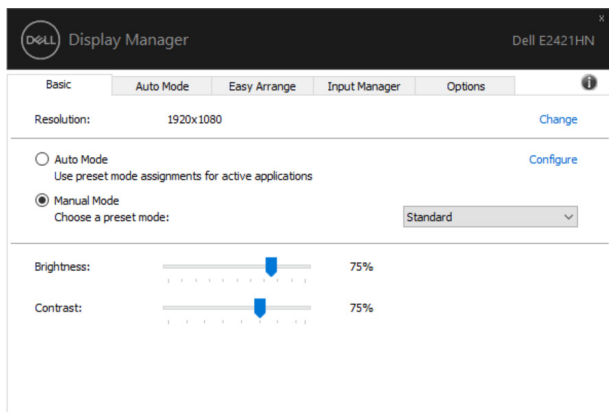 DELL Display Manager
x
Dell E2421HN
Basic Auto Mode Easy Arrange Input Manager Options
Resolution: 1920x1080 Change
Auto Mode Configure
Use preset mode assignments for active applications
Manual Mode
Choose a preset mode: Standard
Brightness: 75%
Contrast: 75%